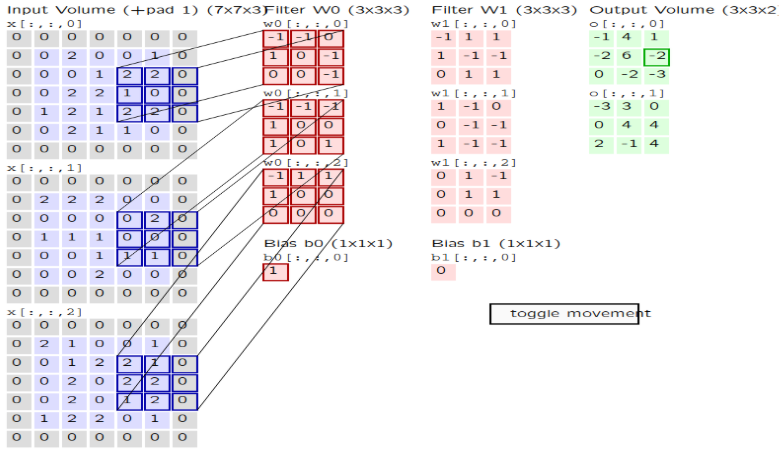 Input Volume (+pad 1) (7x7x3)
x[:,:,0]
0 0 0 0 0 0 0
0 0 2 0 0 1 0
0 0 0 1 2 2 0
0 0 2 2 1 0 0
0 1 2 1 2 2 0
0 0 2 1 1 0 0
0 0 0 0 0 0 0
x[:,:,1]
0 0 0 0 0 0 0
0 2 2 2 0 0 0
0 0 0 0 0 2 0
0 1 1 1 0 0 0
0 0 0 1 1 1 0
0 0 0 2 0 0 0
0 0 0 0 0 0 0
x[:,:,2]
0 0 0 0 0 0 0
0 2 1 0 0 1 0
0 0 1 2 2 1 0
0 0 2 0 2 2 0
0 0 2 0 1 2 0
0 1 2 2 0 1 0
0 0 0 0 0 0 0
Filter W0 (3x3x3)
w0[:,:,0]
-1 -1 0
1 0 -1
0 0 -1
w0[:,:,1]
-1 -1 -1
1 0 0
1 0 1
w0[:,:,2]
-1 1 1
1 0 0
0 0 0
Bias b0 (1x1x1)
b0[:,:,0]
1
Filter W1 (3x3x3)
w1[:,:,0]
-1 1 1
1 -1 -1
0 1 1
w1[:,:,1]
1 -1 0
0 -1 -1
1 -1 -1
w1[:,:,2]
0 1 -1
0 1 1
0 0 0
Bias b1 (1x1x1)
b1[:,:,0]
0
Output Volume (3x3x2)
o[:,:,0]
-1 4 1
-2 6 -2
0 -2 -3
o[:,:,1]
-3 3 0
0 4 4
2 -1 4
toggle movement